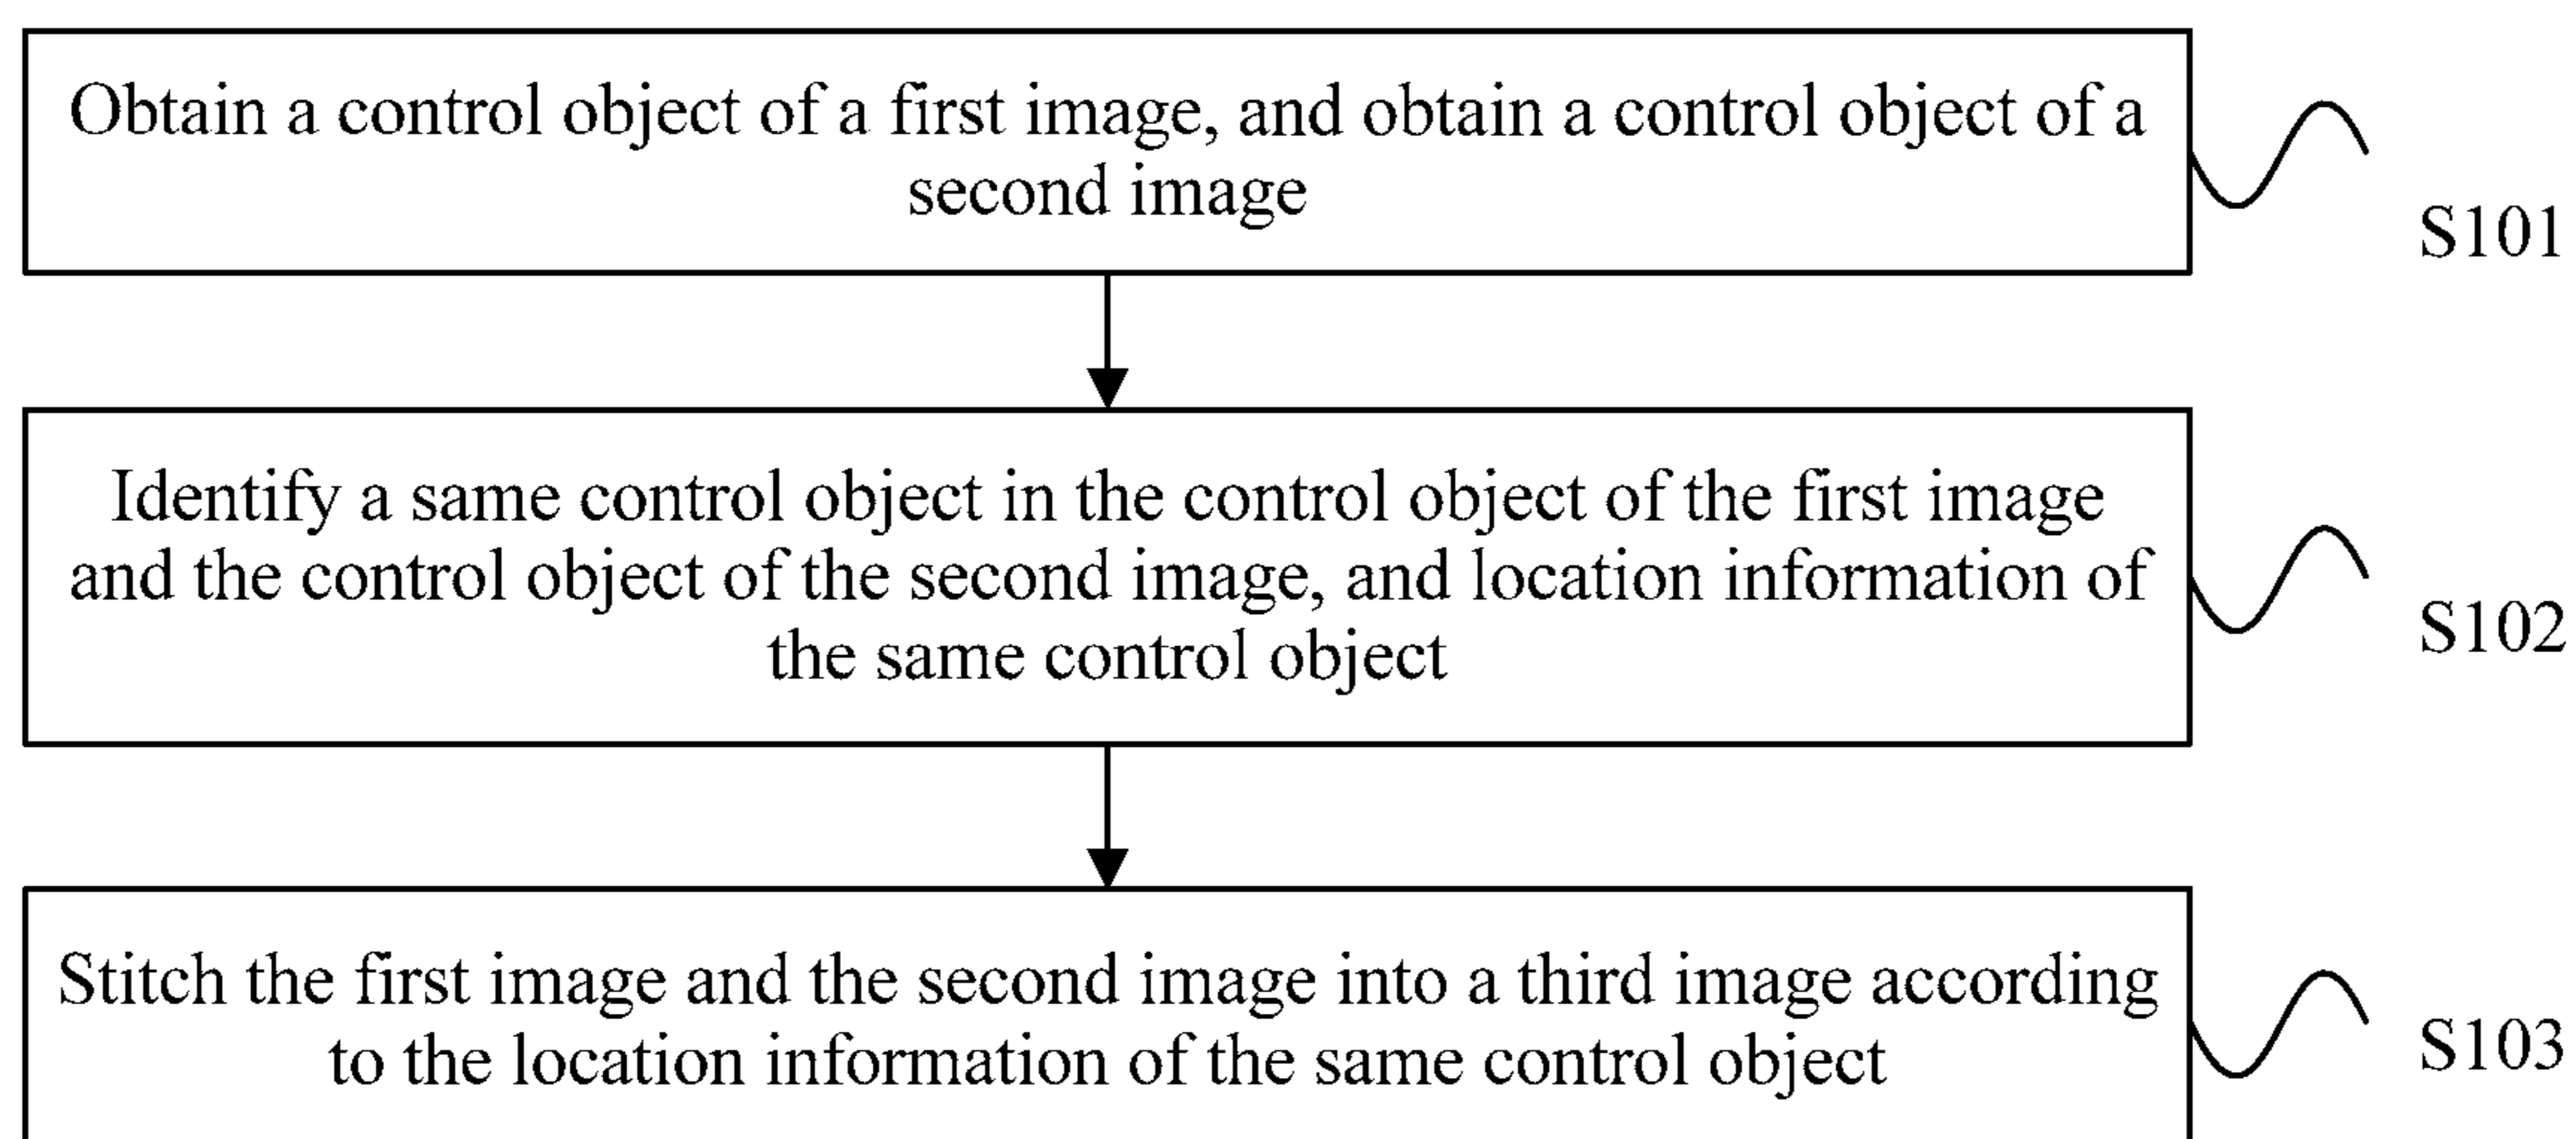 Obtain a control object of a first image, and obtain a control object of a
second image
S101
Identify a same control object in the control object of the first image
and the control object of the second image, and location information of
the same control object
S102
Stitch the first image and the second image into a third image according
to the location information of the same control object
S103